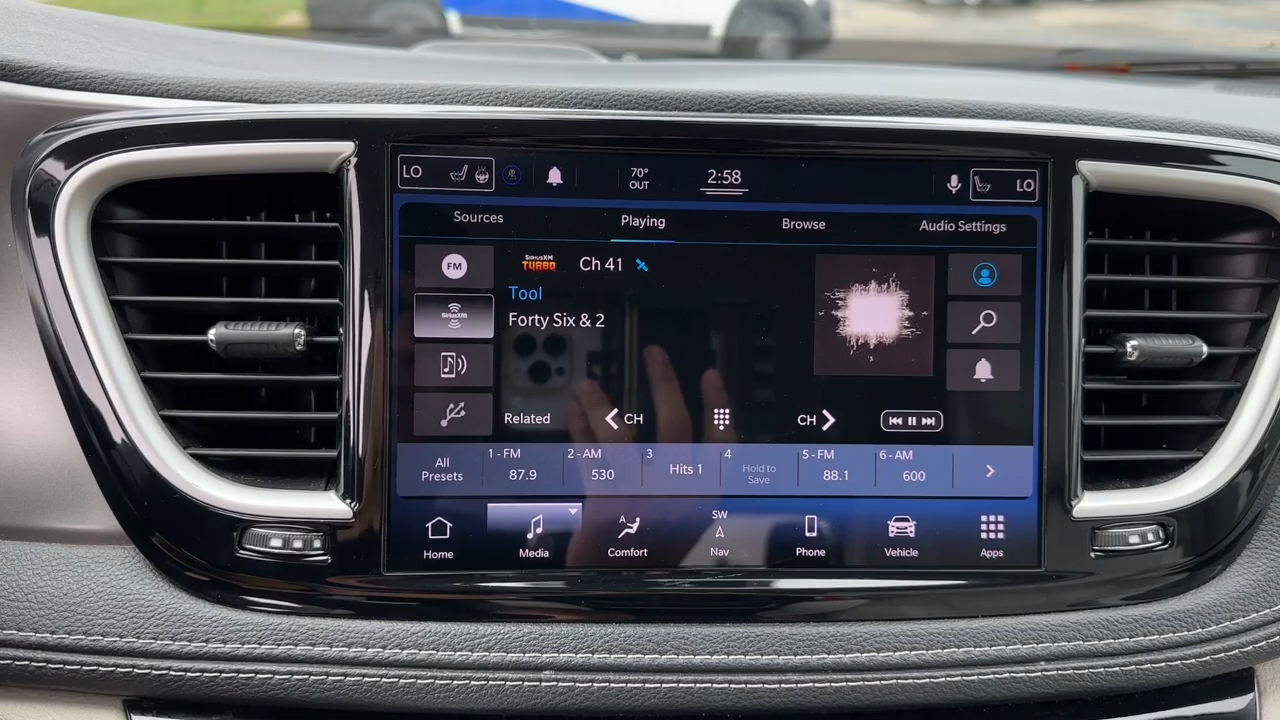 LO
70°
OUT
2:58
LO
Sources
Playing
Browse
Audio Settings
FM
SiriusXM
TURBO
Ch 41
Tool
Forty Six & 2
SiriusXM
Related
CH
CH
All
Presets
1 - FM
87.9
2 - AM
530
3
Hits 1
4
Hold to
Save
5 - FM
88.1
6 - AM
600
Home
Media
A
Comfort
SW
Nav
Phone
Vehicle
Apps